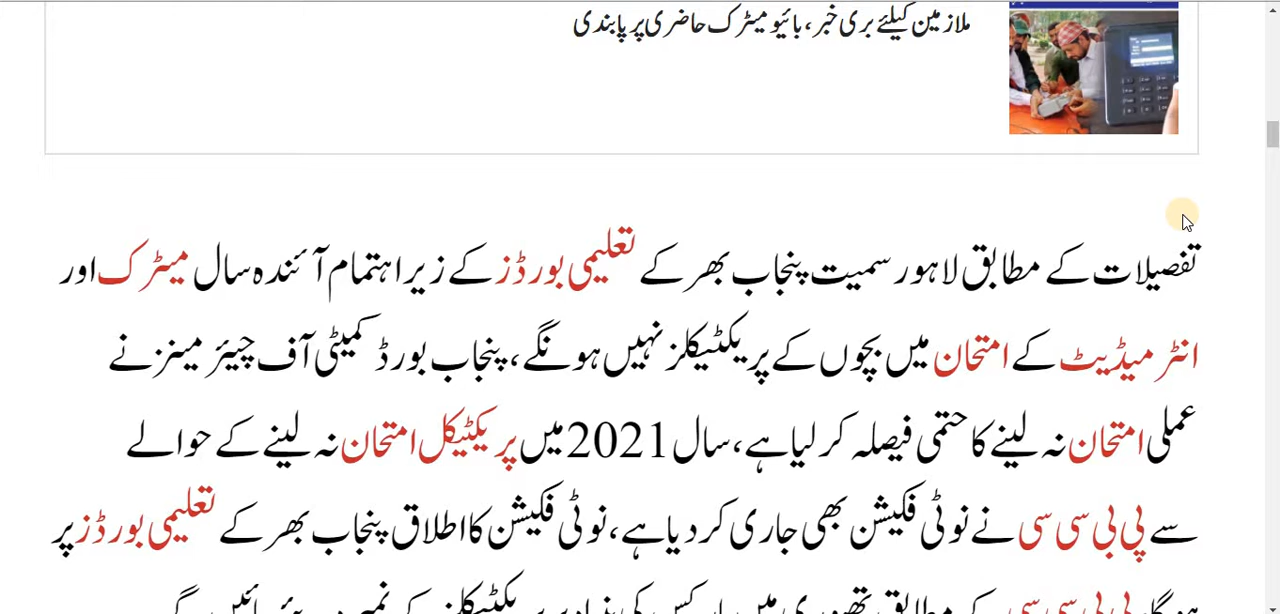 ملازمین کیلئے بری خبر، بائیو میٹرک حاضری پر پابندی
تفصیلات کے مطابق لاہور سمیت پنجاب بھر کے تعلیمی بورڈز کے زیر اہتمام آئندہ سال میٹرک اور
انٹر میڈیٹ کے امتحان میں بچوں کے پریکٹیکلز نہیں ہونگے، پنجاب بورڈ کمیٹی آف چیئر مینز نے
عملی امتحان نہ لینے کا حتمی فیصلہ کر لیا ہے، سال 2021 میں پریکٹیکل امتحان نہ لینے کے حوالے
سے پی بی سی سی نے نوٹی فکیشن بھی جاری کر دیا ہے، نوٹی فکیشن کا اطلاق پنجاب بھر کے تعلیمی بورڈز پر